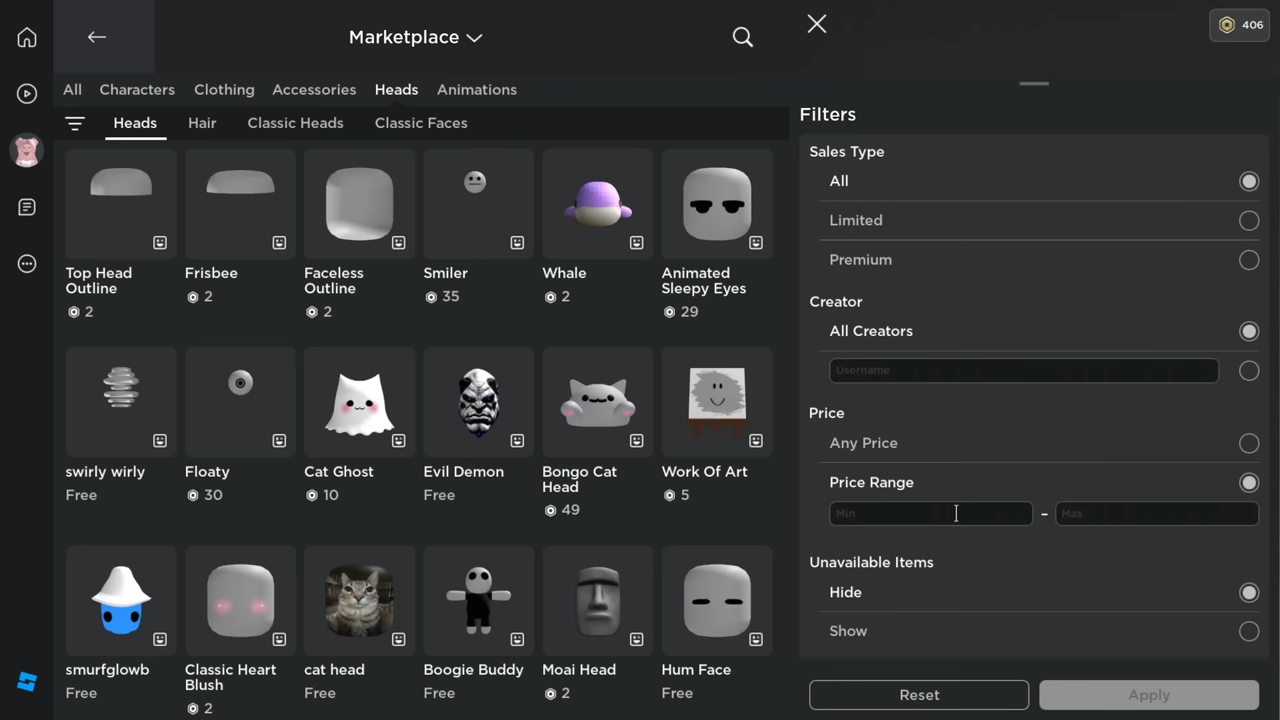 Marketplace
406
All Characters Clothing Accessories Heads Animations
Heads Hair Classic Heads Classic Faces
Top Head
Outline
2
Frisbee
2
Faceless
Outline
2
Smiler
35
Whale
2
Animated
Sleepy Eyes
29
swirly wirly
Free
Floaty
30
Cat Ghost
10
Evil Demon
Free
Bongo Cat
Head
49
Work Of Art
5
smurfglowb
Free
Classic Heart
Blush
2
cat head
Free
Boogie Buddy
Free
Moai Head
2
Hum Face
Free
Filters
Sales Type
All
Limited
Premium
Creator
All Creators
Username
Price
Any Price
Price Range
Min - Max
Unavailable Items
Hide
Show
Reset Apply